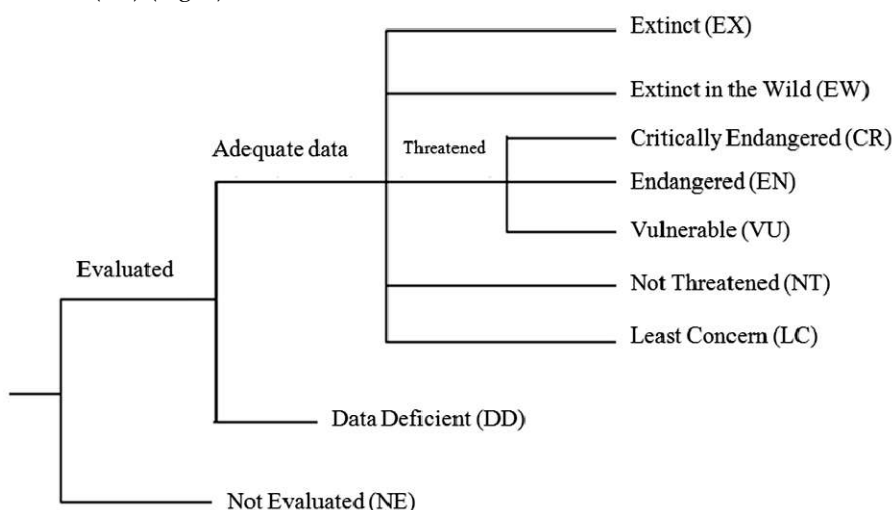 Extinct (EX)
Extinct in the Wild (EW)
Critically Endangered (CR)
Adequate data
Threatened
Endangered (EN)
Vulnerable (VU)
Evaluated
Not Threatened (NT)
Least Concern (LC)
Data Deficient (DD)
Not Evaluated (NE)